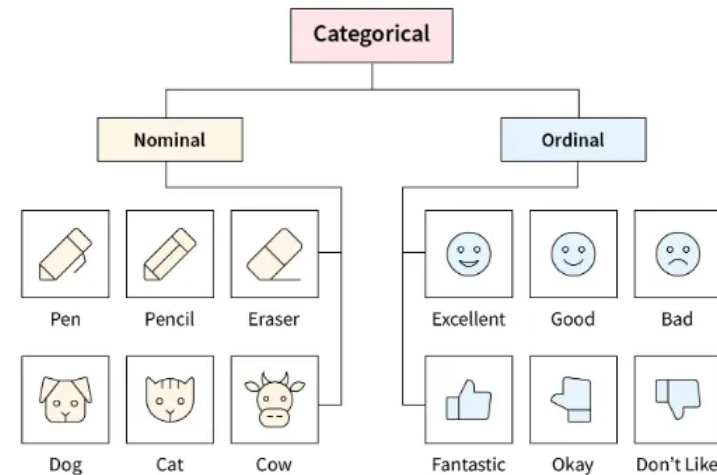 Categorical
Nominal
Ordinal
Pen
Pencil
Eraser
Excellent
Good
Bad
Dog
Cat
Cow
Fantastic
Okay
Don't Like